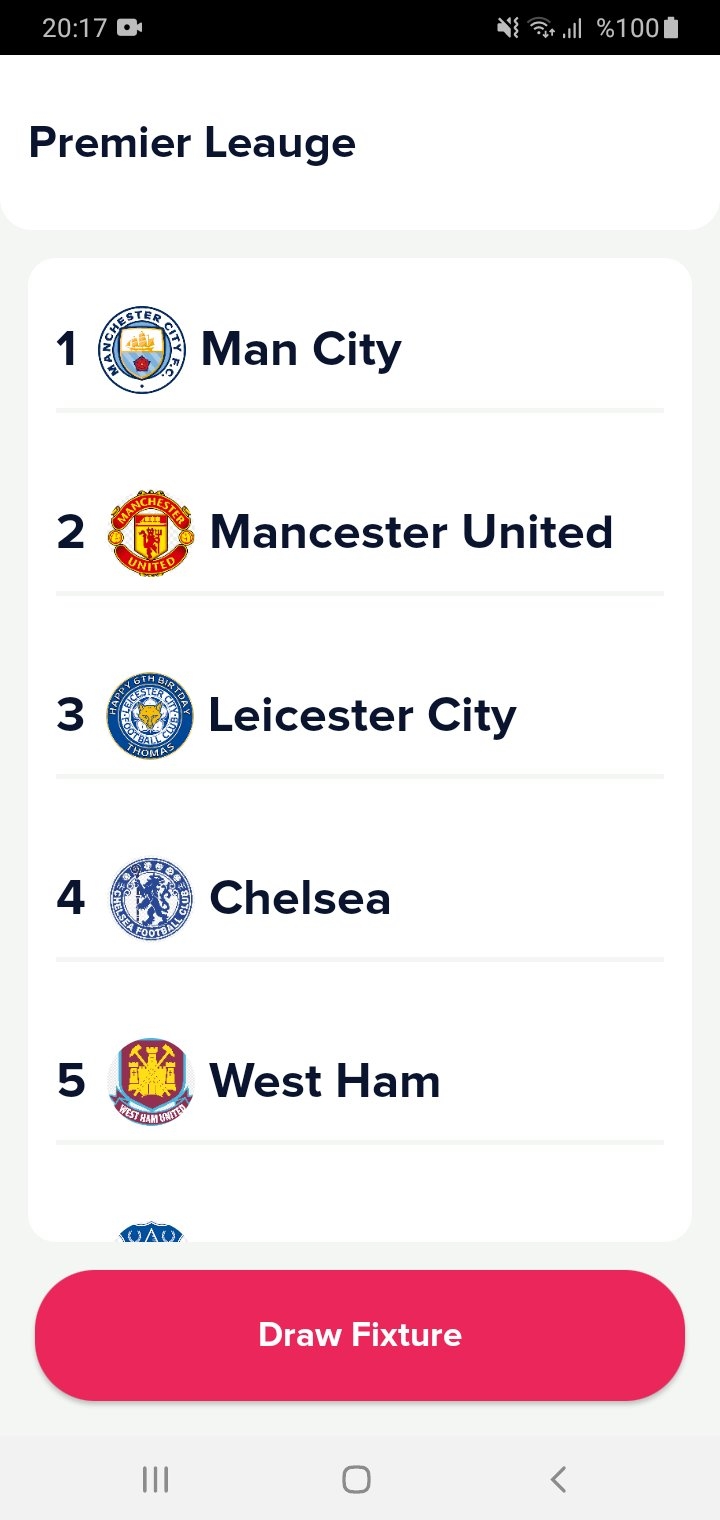 20:17
%100
Premier Leauge
1 MANCHESTER CITY F.C. Man City
2 MANCHESTER UNITED Mancester United
3 HAPPY 6TH BIRTDAY THOMAS LEICESTER CITY FOOTBALL CLUB Leicester City
4 CHELSEA FOOTBALL CLUB Chelsea
5 WEST HAM UNITED West Ham
Draw Fixture